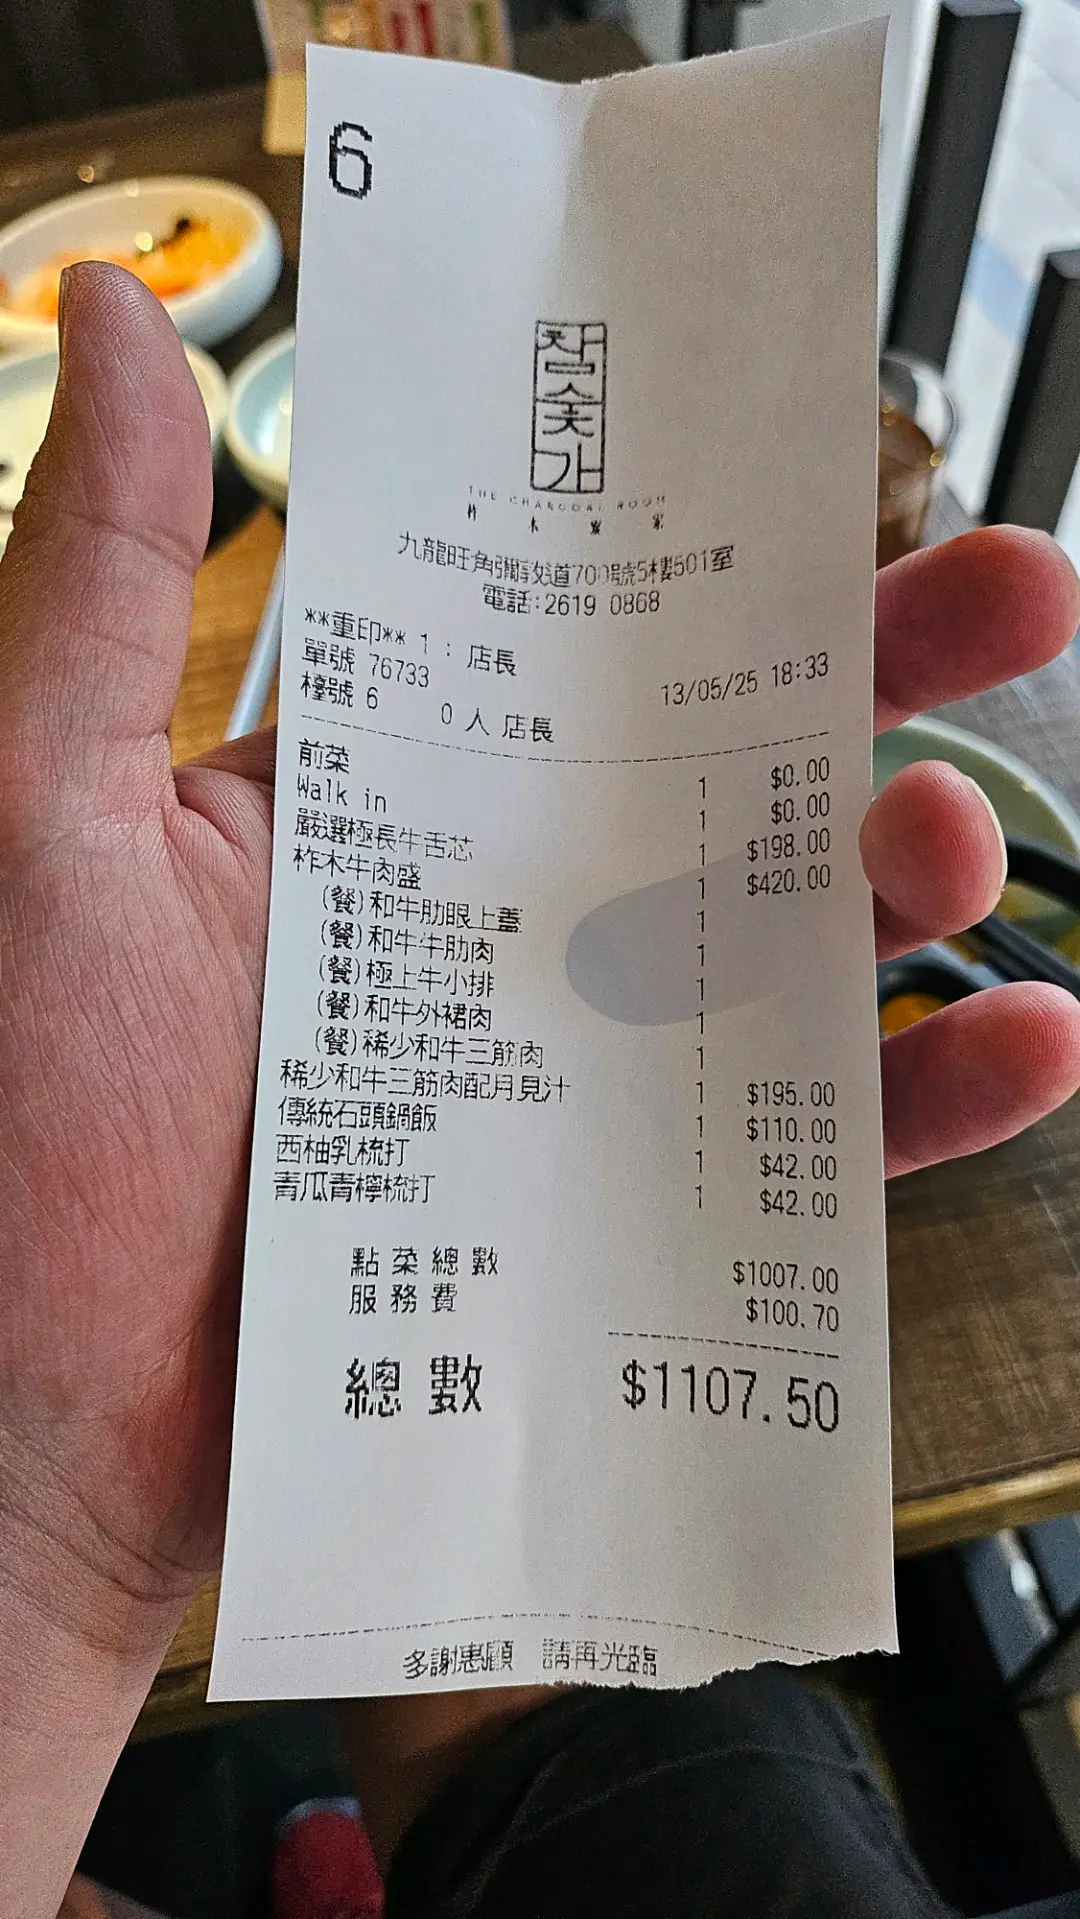 6
참숯가
THE CHARCOAL ROOM
柞 木 炭 家
九龍旺角彌敦道700號5樓501室
電話:2619 0868
**重印** 1 : 店長
單號 76733 13/05/25 18:33
檯號 6 0 人 店長
前菜 1 $0.00
Walk in 1 $0.00
嚴選極長牛舌芯 1 $198.00
柞木牛肉盛 1 $420.00
(餐)和牛肋眼上蓋 1
(餐)和牛牛肋肉 1
(餐)極上牛小排 1
(餐)和牛外裙肉 1
(餐)稀少和牛三筋肉 1
稀少和牛三筋肉配月見汁 1 $195.00
傳統石頭鍋飯 1 $110.00
西柚乳梳打 1 $42.00
青瓜青檸梳打 1 $42.00
點菜總數 $1007.00
服務費 $100.70
總數 $1107.50
多謝惠顧 請再光臨